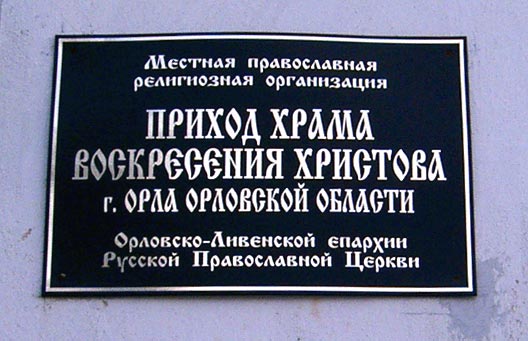 Местная православная
религиозная организация
ПРИХОД ХРАМА
ВОСКРЕСЕНИЯ ХРИСТОВА
г. ОРЛА ОРЛОВСКОЙ ОБЛАСТИ
Орловско-Ливенской епархии
Русской Православной Церкви